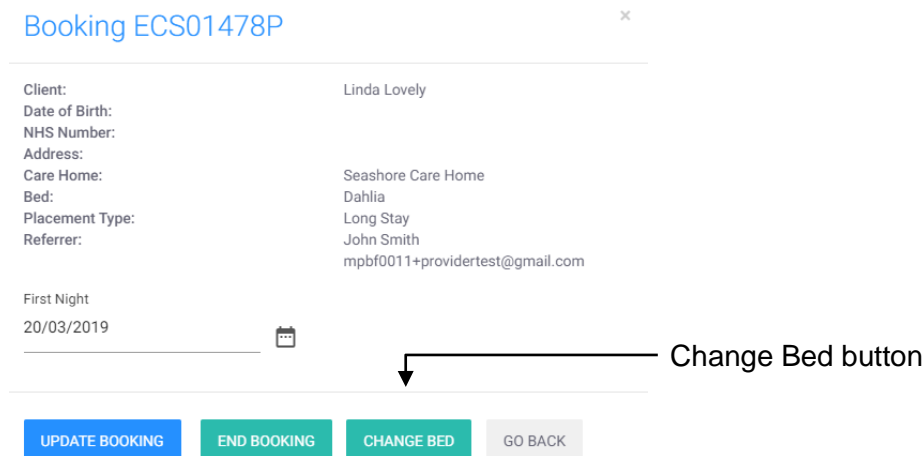 Booking ECS01478P
×
Client: Linda Lovely
Date of Birth:
NHS Number:
Address:
Care Home: Seashore Care Home
Bed: Dahlia
Placement Type: Long Stay
Referrer: John Smith
mpbf0011+providertest@gmail.com
First Night
20/03/2019
Change Bed button
UPDATE BOOKING END BOOKING CHANGE BED GO BACK